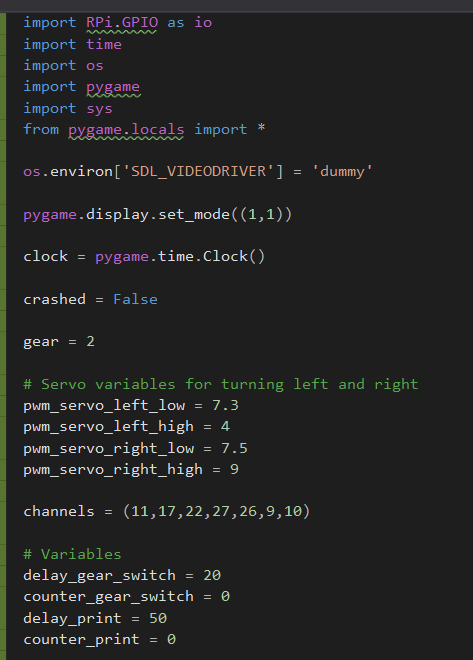 import RPi.GPIO as io
import time
import os
import pygame
import sys
from pygame.locals import *
os.environ['SDL_VIDEODRIVER'] = 'dummy'
pygame.display.set_mode((1,1))
clock = pygame.time.Clock()
crashed = False
gear = 2
# Servo variables for turning left and right
pwm_servo_left_low = 7.3
pwm_servo_left_high = 4
pwm_servo_right_low = 7.5
pwm_servo_right_high = 9
channels = (11,17,22,27,26,9,10)
# Variables
delay_gear_switch = 20
counter_gear_switch = 0
delay_print = 50
counter_print = 0